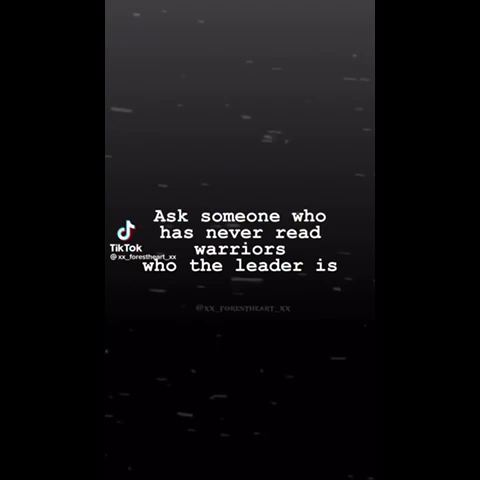 Ask someone who
has never read
warriors
who the leader is
TikTok
@xx_forestheart_xx
@XX_FORESTHEART_XX